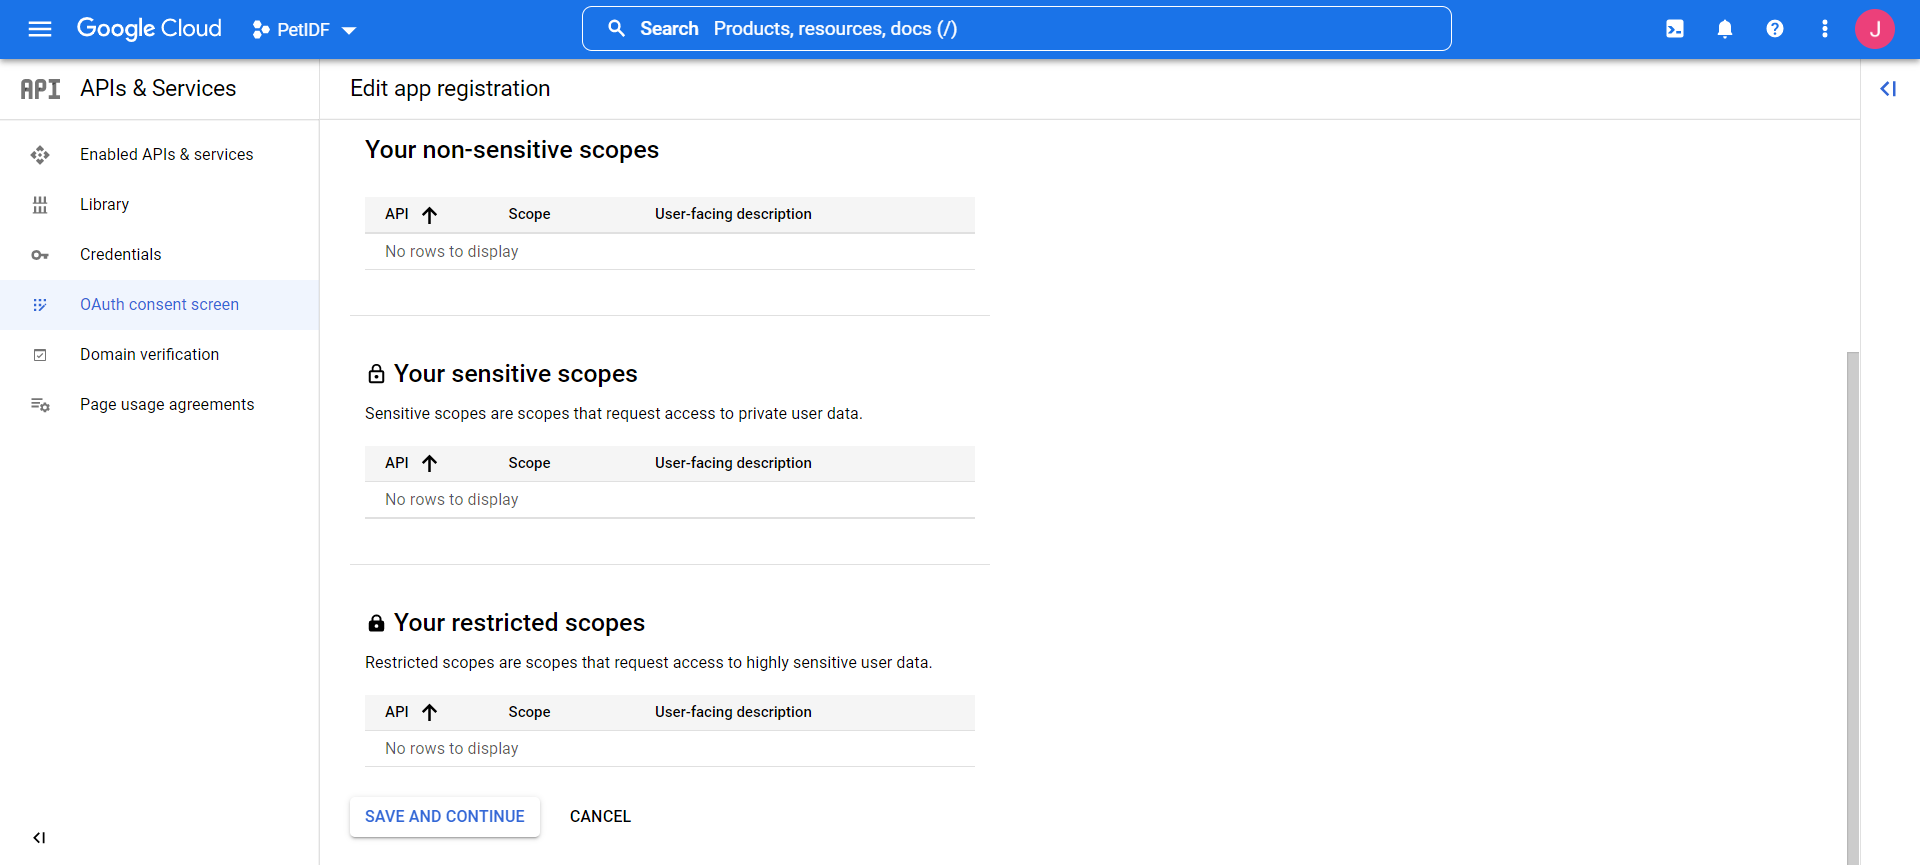 Google Cloud
PetIDF
Search Products, resources, docs (/)
J
API APIs & Services
Edit app registration
Enabled APIs & services
Library
Credentials
OAuth consent screen
Domain verification
Page usage agreements
Your non-sensitive scopes
API Scope User-facing description
No rows to display
Your sensitive scopes
Sensitive scopes are scopes that request access to private user data.
API Scope User-facing description
No rows to display
Your restricted scopes
Restricted scopes are scopes that request access to highly sensitive user data.
API Scope User-facing description
No rows to display
SAVE AND CONTINUE CANCEL